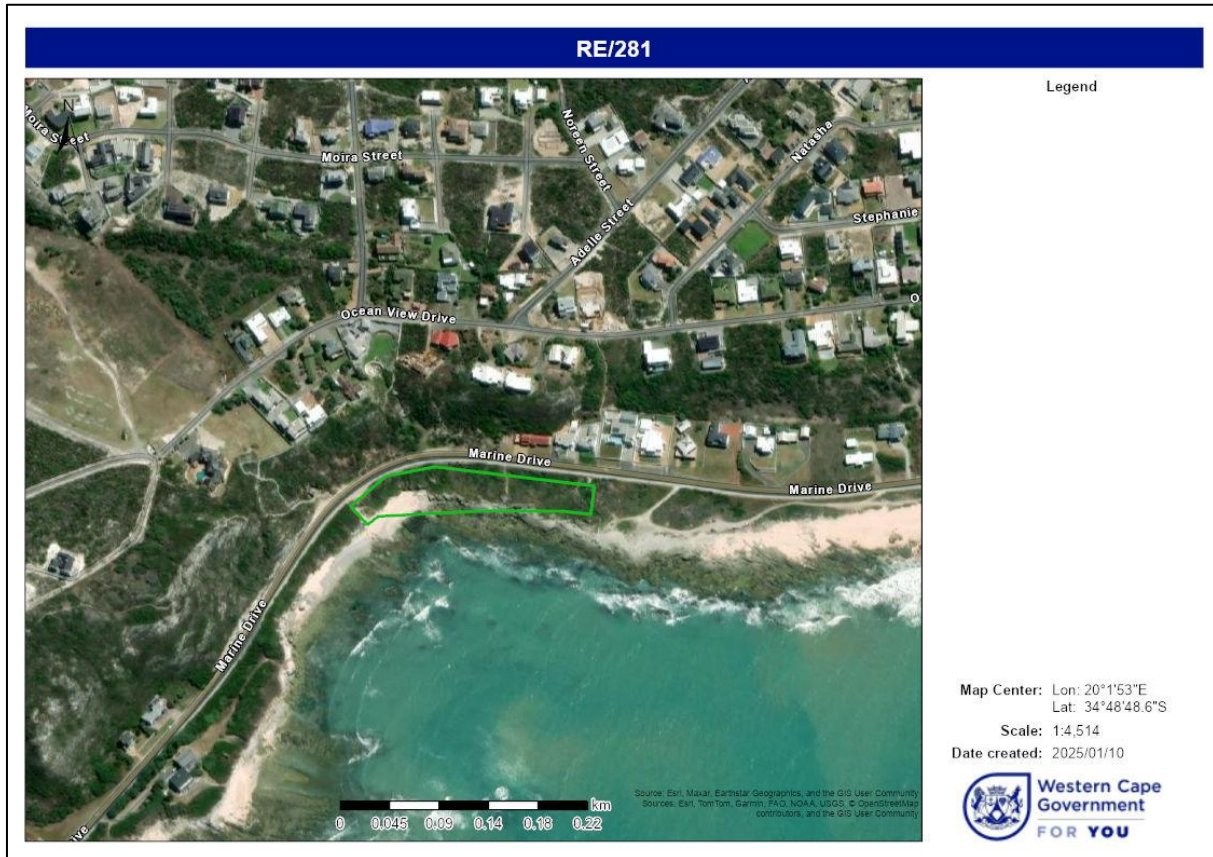 RE/281
Legend
N
Moira Street
Moira Street
Noreen Street
Natasha
Adelle Street
Stephanie
Ocean View Drive
O
Marine Drive
Marine Drive
Marine Drive
km
0 0.045 0.09 0.14 0.18 0.22
Source: Esri, Maxar, Earthstar Geographics, and the GIS User Community
Sources: Esri, TomTom, Garmin, FAO, NOAA, USGS, © OpenStreetMap
contributors, and the GIS User Community
Map Center: Lon: 20°1'53"E
Lat: 34°48'48.6"S
Scale: 1:4,514
Date created: 2025/01/10
Western Cape
Government
FOR YOU